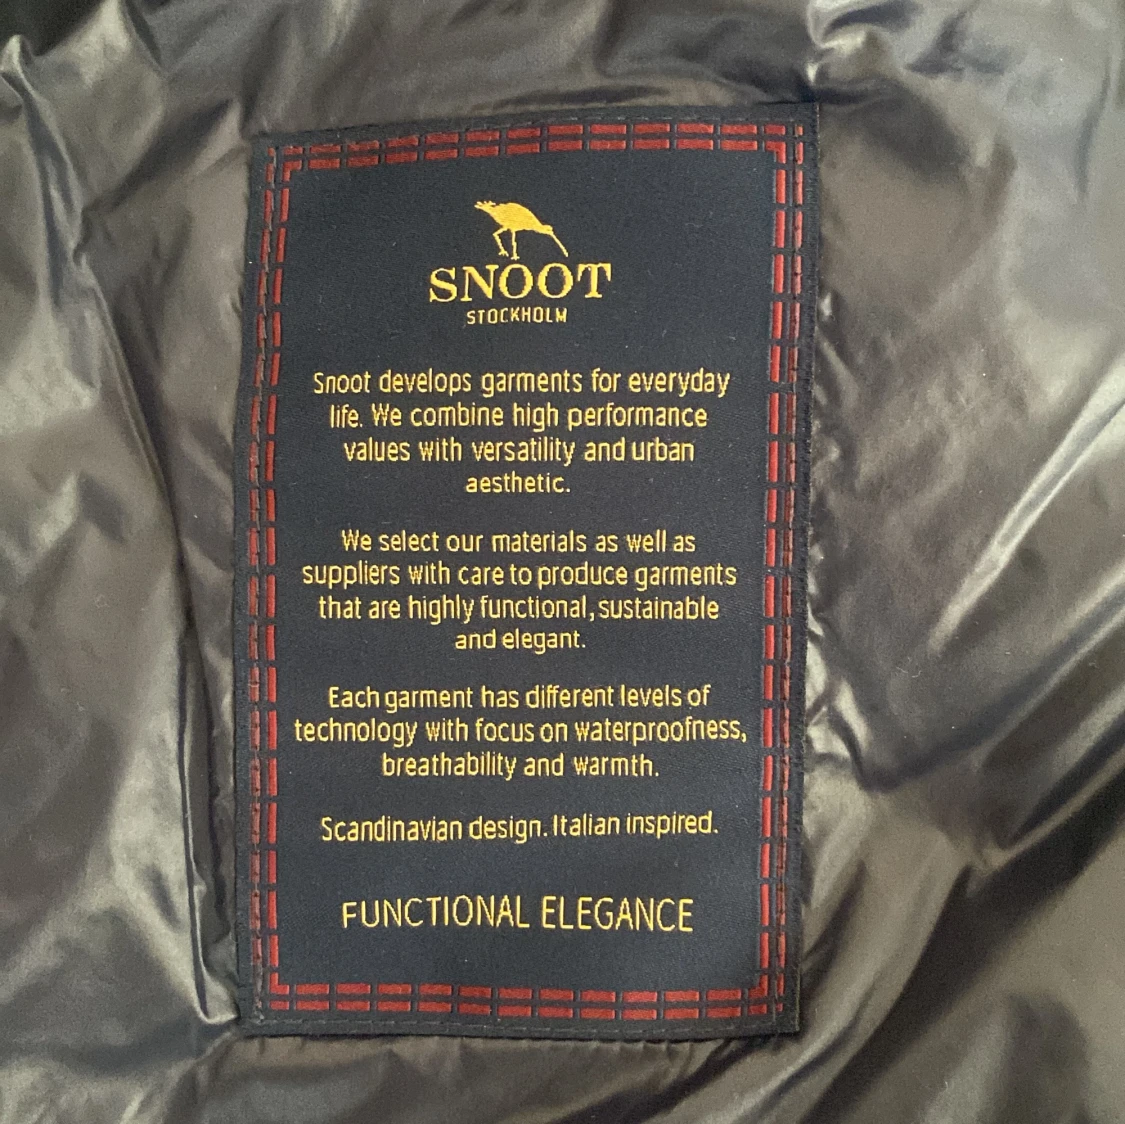 SNOOT
STOCKHOLM
Snoot develops garments for everyday
life. We combine high performance
values with versatility and urban
aesthetic.
We select our materials as well as
suppliers with care to produce garments
that are highly functional, sustainable
and elegant.
Each garment has different levels of
technology with focus on waterproofness,
breathability and warmth.
Scandinavian design. Italian inspired.
FUNCTIONAL ELEGANCE